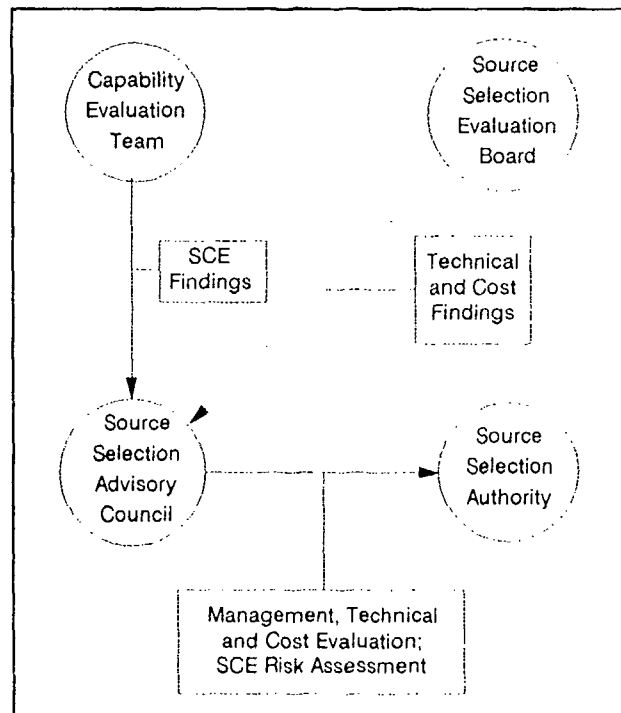 Capability
Evaluation
Team
Source
Selection
Evaluation
Board
SCE
Findings
Technical
and Cost
Findings
Source
Selection
Advisory
Council
Source
Selection
Authority
Management, Technical
and Cost Evaluation;
SCE Risk Assessment